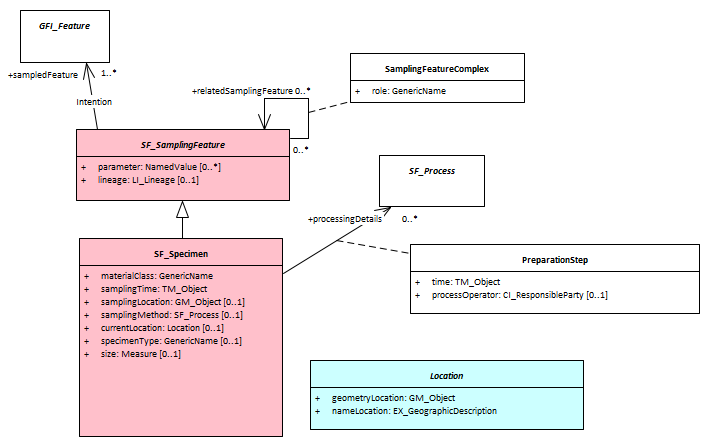 GFI_Feature
+sampledFeature 1..*
Intention
SamplingFeatureComplex
+ role: GenericName
+relatedSamplingFeature 0..*
0..*
SF_SamplingFeature
+ parameter: NamedValue [0..*]
+ lineage: LI_Lineage [0..1]
SF_Process
+processingDetails 0..*
SF_Specimen
+ materialClass: GenericName
+ samplingTime: TM_Object
+ samplingLocation: GM_Object [0..1]
+ samplingMethod: SF_Process [0..1]
+ currentLocation: Location [0..1]
+ specimenType: GenericName [0..1]
+ size: Measure [0..1]
PreparationStep
+ time: TM_Object
+ processOperator: CI_ResponsibleParty [0..1]
Location
+ geometryLocation: GM_Object
+ nameLocation: EX_GeographicDescription